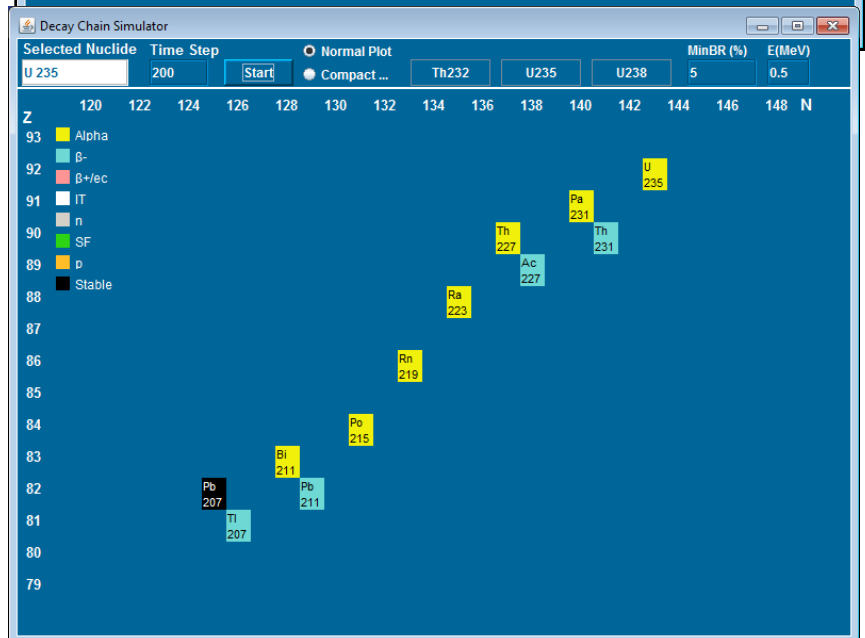 Decay Chain Simulator
Selected Nuclide Time Step Normal Plot MinBR (%) E(MeV)
U 235 200 Start Compact ... Th232 U235 U238 5 0.5
120 122 124 126 128 130 132 134 136 138 140 142 144 146 148 N
Z
93 Alpha
β-
92 U
235
β+/ec
91 IT Pa
231
n
90 SF Th
227 Th
231
89 p Ac
227
Stable
88 Ra
223
87
86 Rn
219
85
84 Po
215
83 Bi
211
82 Pb
207 Pb
211
81 Tl
207
80
79